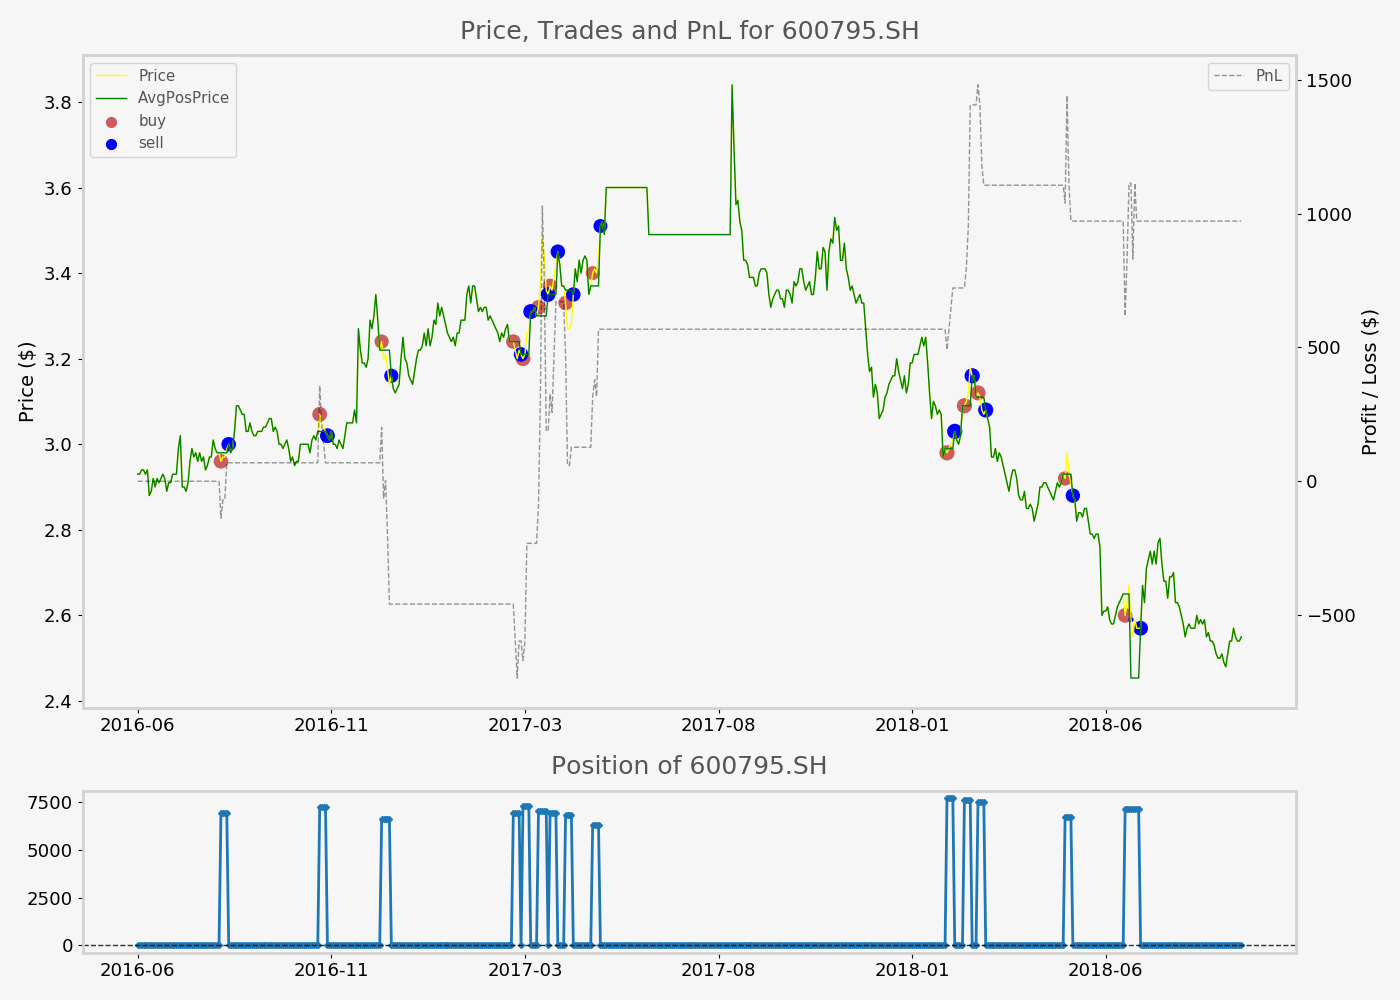 Price, Trades and PnL for 600795.SH
Price
AvgPosPrice
buy
sell
PnL
Price ($)
3.8
3.6
3.4
3.2
3.0
2.8
2.6
2.4
1500
1000
500
0
−500
Profit / Loss ($)
2016-06 2016-11 2017-03 2017-08 2018-01 2018-06
Position of 600795.SH
7500
5000
2500
0
2016-06 2016-11 2017-03 2017-08 2018-01 2018-06